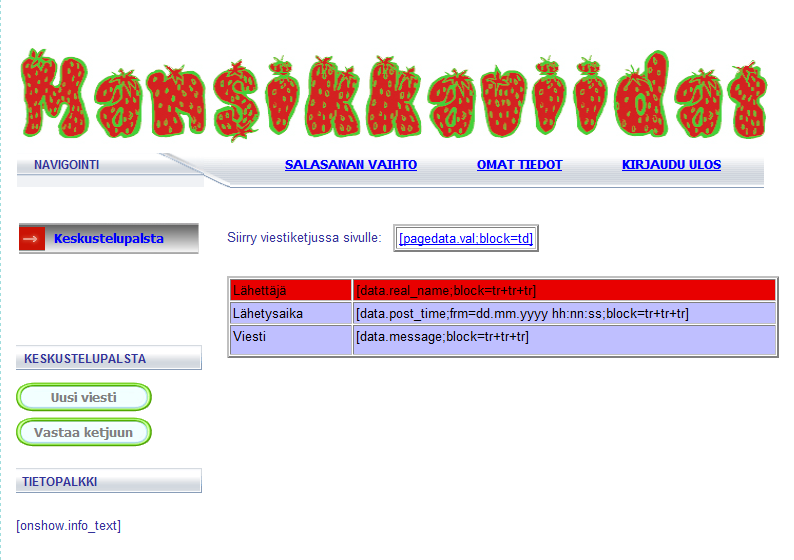 Mansikkaviidat
NAVIGOINTI
SALASANAN VAIHTO
OMAT TIEDOT
KIRJAUDU ULOS
Keskustelupalsta
Siirry viestiketjussa sivulle: [pagedata.val;block=td]
Lähettäjä [data.real_name;block=tr+tr+tr]
Lähetysaika [data.post_time;frm=dd.mm.yyyy hh:nn:ss;block=tr+tr+tr]
Viesti [data.message;block=tr+tr+tr]
KESKUSTELUPALSTA
Uusi viesti
Vastaa ketjuun
TIETOPALKKI
[onshow.info_text]